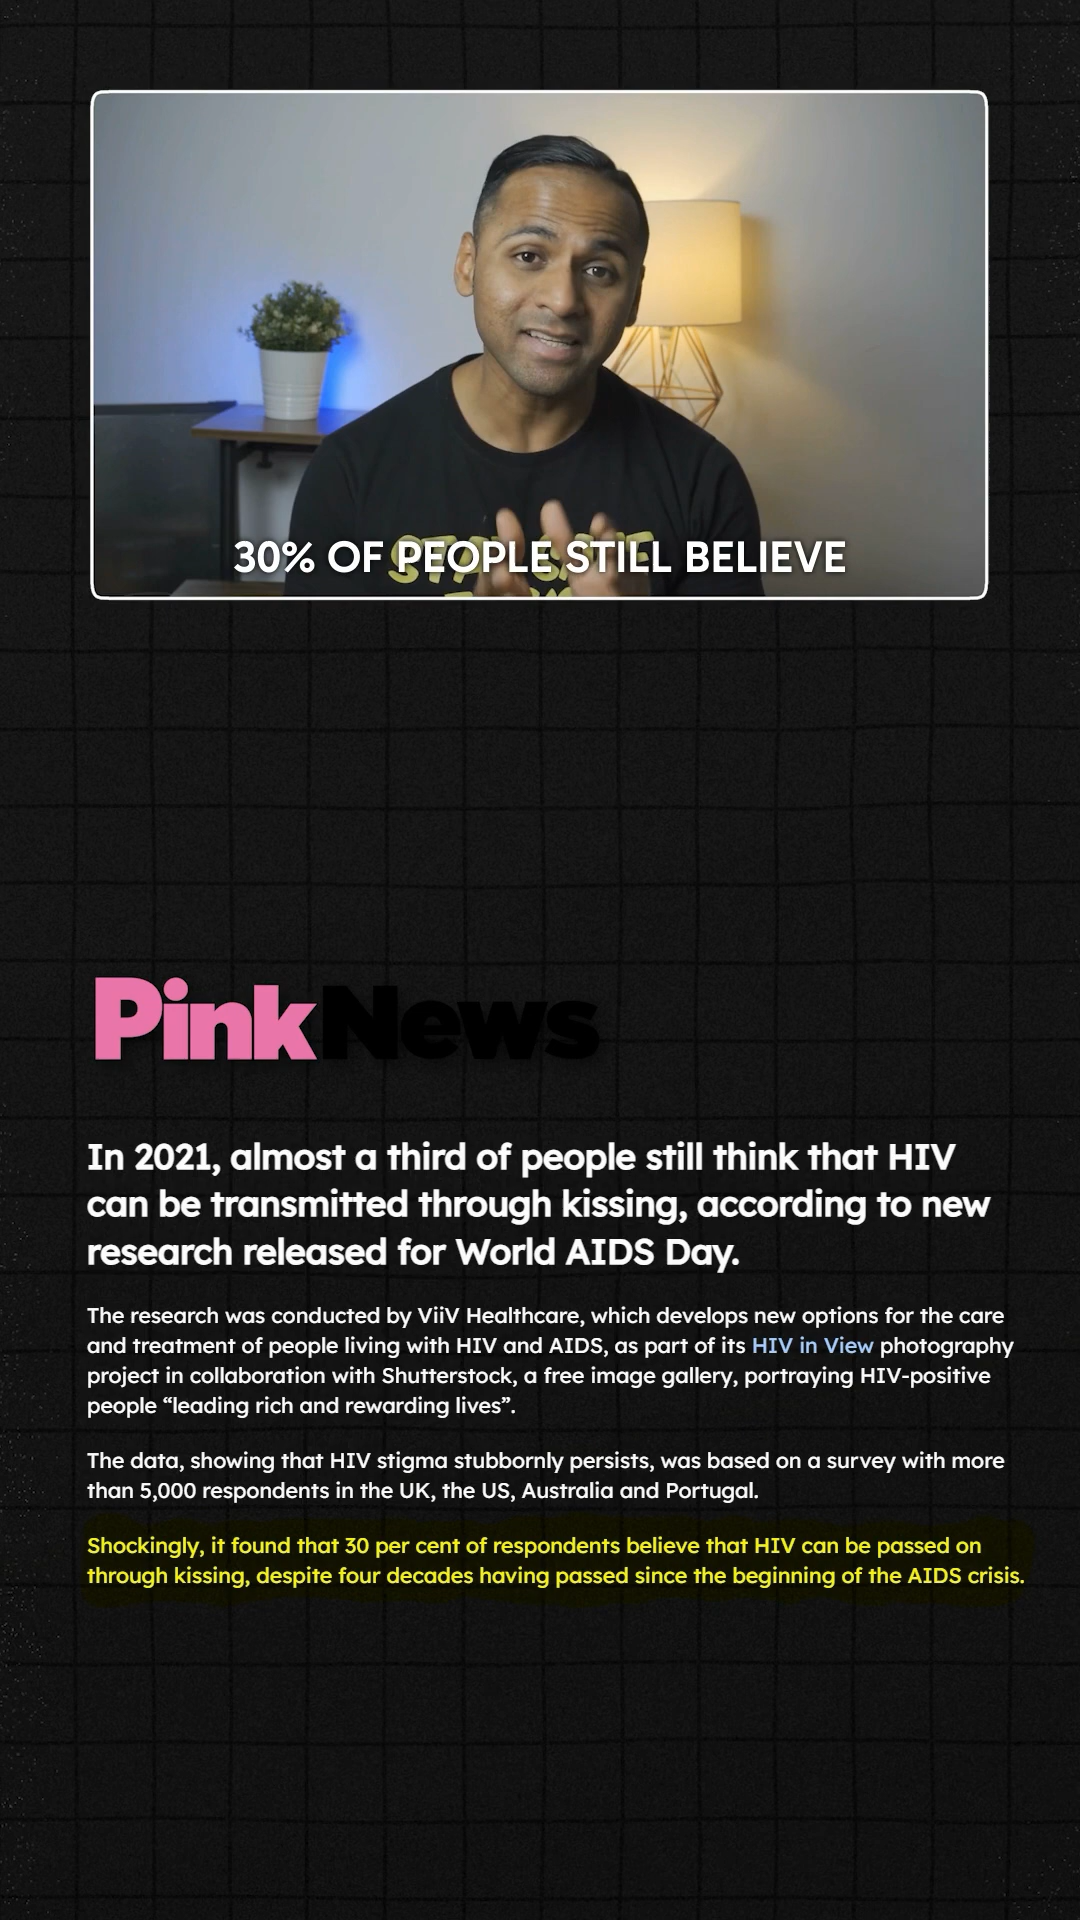 30% OF PEOPLE STILL BELIEVE
PinkNews
In 2021, almost a third of people still think that HIV
can be transmitted through kissing, according to new
research released for World AIDS Day.
The research was conducted by ViiV Healthcare, which develops new options for the care
and treatment of people living with HIV and AIDS, as part of its HIV in View photography
project in collaboration with Shutterstock, a free image gallery, portraying HIV-positive
people “leading rich and rewarding lives”.
The data, showing that HIV stigma stubbornly persists, was based on a survey with more
than 5,000 respondents in the UK, the US, Australia and Portugal.
Shockingly, it found that 30 per cent of respondents believe that HIV can be passed on
through kissing, despite four decades having passed since the beginning of the AIDS crisis.